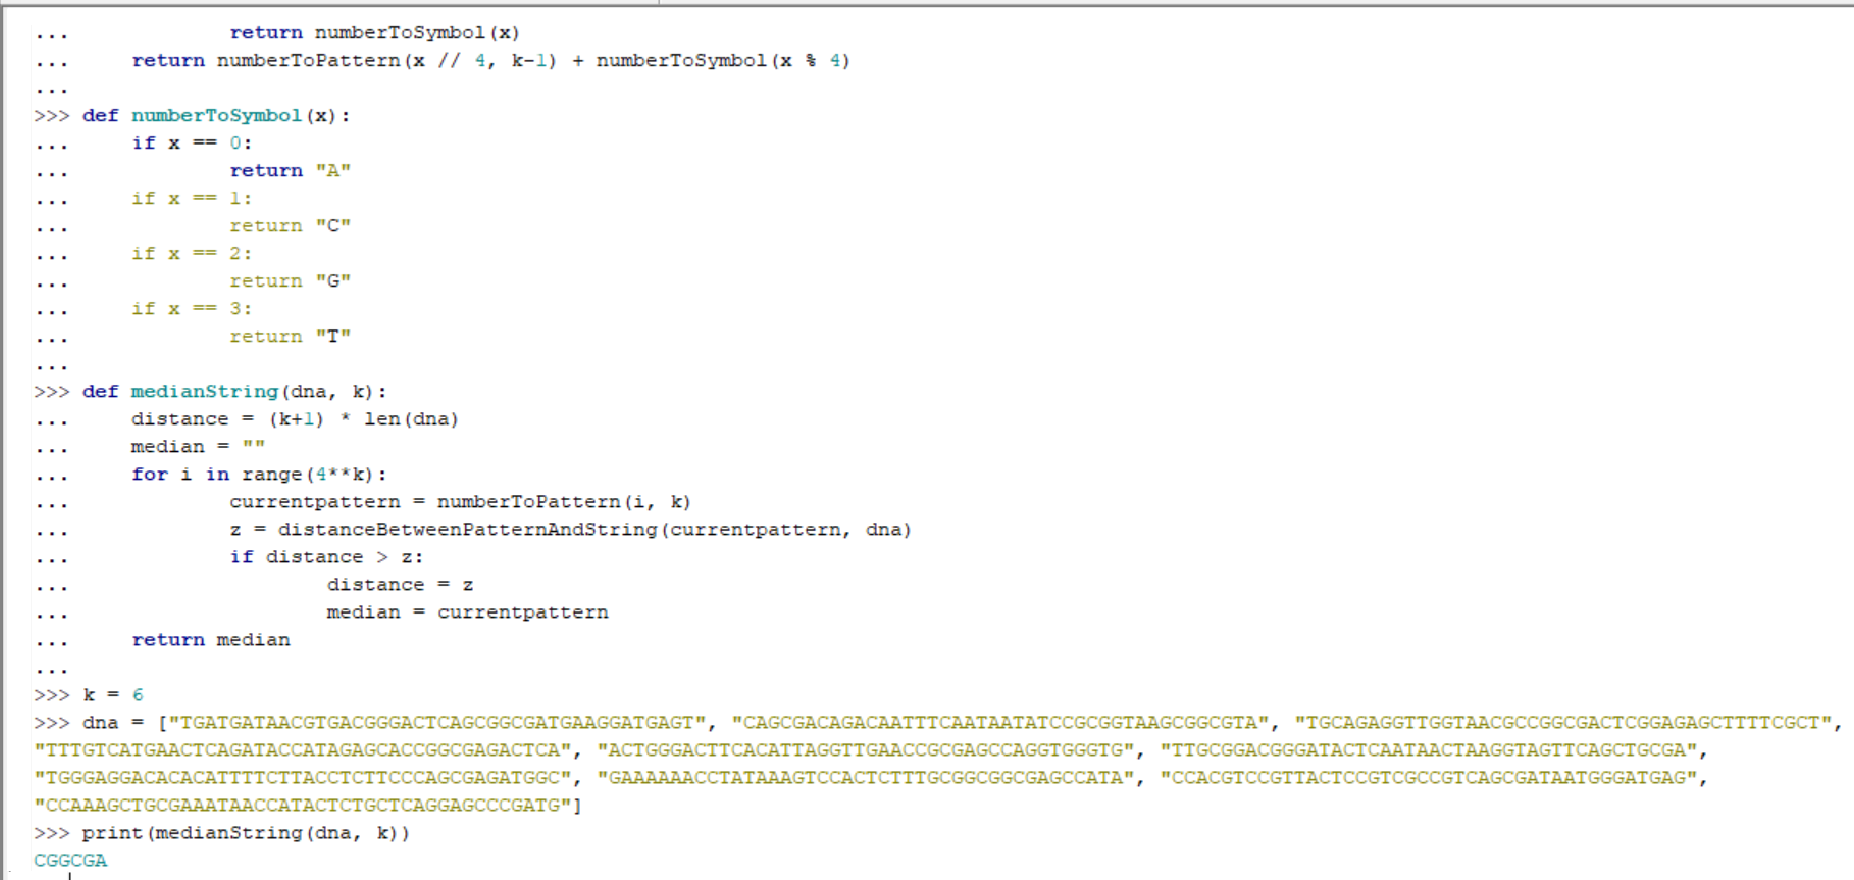 ...             return numberToSymbol(x)
...     return numberToPattern(x // 4, k-1) + numberToSymbol(x % 4)
...
>>> def numberToSymbol(x):
...     if x == 0:
...             return "A"
...     if x == 1:
...             return "C"
...     if x == 2:
...             return "G"
...     if x == 3:
...             return "T"
...
>>> def medianString(dna, k):
...     distance = (k+1) * len(dna)
...     median = ""
...     for i in range(4**k):
...             currentpattern = numberToPattern(i, k)
...             z = distanceBetweenPatternAndString(currentpattern, dna)
...             if distance > z:
...                     distance = z
...                     median = currentpattern
...     return median
...
>>> k = 6
>>> dna = ["TGATGATAACGTGACGGGACTCAGCGGCGATGAAGGATGAGT", "CAGCGACAGACAATTTCAATAATATCCGCGGTAAGCGGCGTA", "TGCAGAGGTTGGTAACGCCGGCGACTCGGAGAGCTTTTCGCT",
"TTTGTCATGAACTCAGATACCATAGAGCACCGGCGAGACTCA", "ACTGGGACTTCACATTAGGTTGAACCGCGAGCCAGGTGGGTG", "TTGCGGACGGGATACTCAATAACTAAGGTAGTTCAGCTGCGA",
"TGGGAGGACACACATTTTCTTACCTCTTCCCAGCGAGATGGC", "GAAAAAACCTATAAAGTCCACTCTTTGCGGCGGCGAGCCATA", "CCACGTCCGTTACTCCGTCGCCGTCAGCGATAATGGGATGAG",
"CCAAAGCTGCGAAATAACCATACTCTGCTCAGGAGCCCGATG"]
>>> print(medianString(dna, k))
CGGCGA